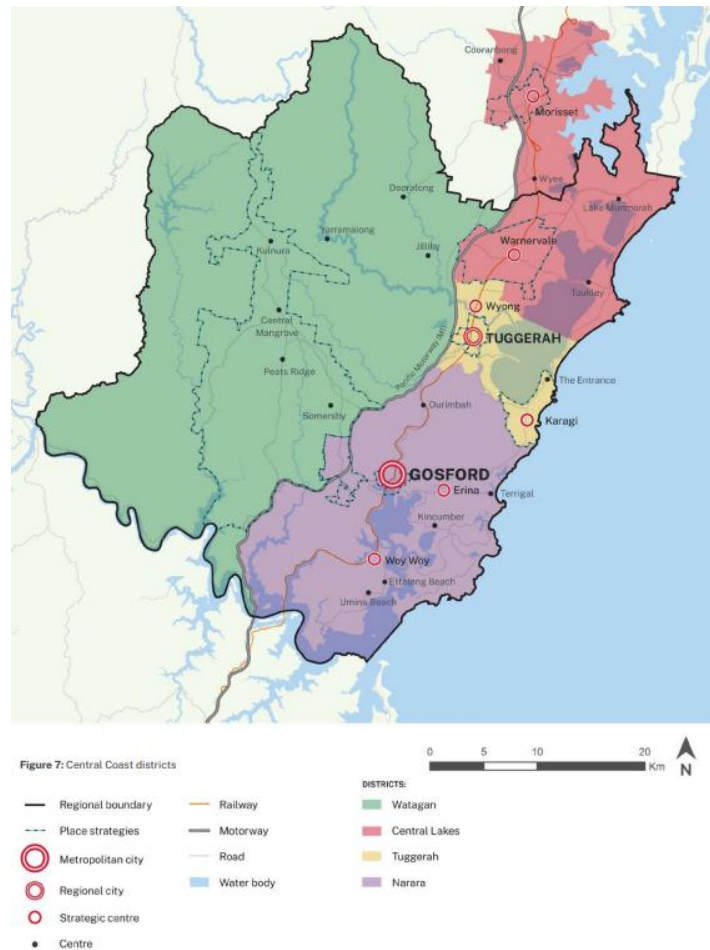 Cooranbong
Morisset
Wyee
Dooralong
Lake Munmorah
Yarramalong
Kulnura
Jilliby
Warnervale
Toukley
Wyong
Central
Mangrove
TUGGERAH
Pacific Motorway (M1)
Peats Ridge
The Entrance
Somersby
Ourimbah
Karagi
GOSFORD
Erina
Terrigal
Kincumber
Woy Woy
Ettalong Beach
Umina Beach
Figure 7: Central Coast districts
0 5 10 20
Km
N
DISTRICTS:
Regional boundary
Railway
Watagan
Place strategies
Motorway
Central Lakes
Metropolitan city
Road
Tuggerah
Regional city
Water body
Narara
Strategic centre
Centre